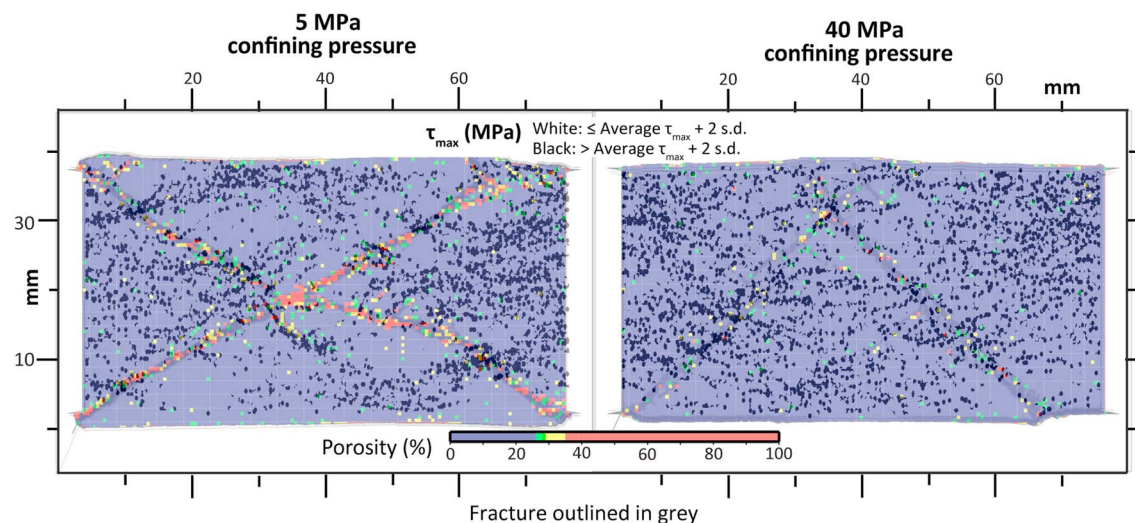 5 MPa
confining pressure
40 MPa
confining pressure
20 40 60
20 40 60 mm
τmax (MPa)
White: ≤ Average τmax + 2 s.d.
Black: > Average τmax + 2 s.d.
30
mm
10
Porosity (%)
0 20 40 60 80 100
Fracture outlined in grey